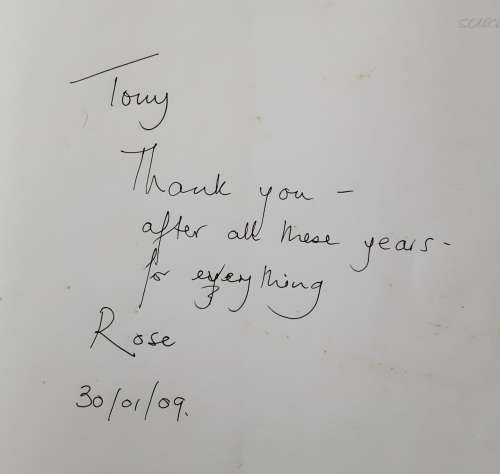 Tony
Thank you -
after all these years -
for everything
Rose
30/01/09.